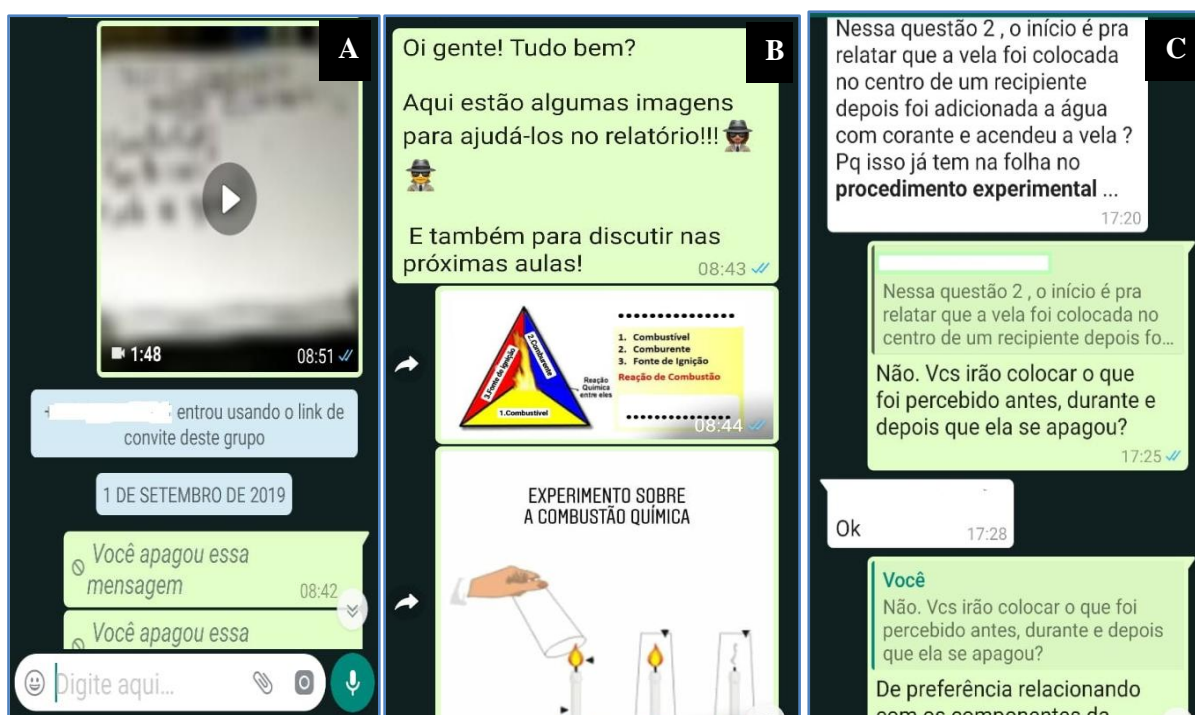 A
1:48
08:51
entrou usando o link de
convite deste grupo
1 DE SETEMBRO DE 2019
Você apagou essa
mensagem
08:42
Você apagou essa
Digite aqui...
B
Oi gente! Tudo bem?
Aqui estão algumas imagens
para ajudá-los no relatório!!!
E também para discutir nas
próximas aulas!
08:43
3.Fonte de Ignição
2.Comburente
1.Combustível
Reação
Química
entre eles
1. Combustível
2. Comburente
3. Fonte de Ignição
Reação de Combustão
08:44
EXPERIMENTO SOBRE
A COMBUSTÃO QUÍMICA
C
Nessa questão 2 , o início é pra
relatar que a vela foi colocada
no centro de um recipiente
depois foi adicionada a água
com corante e acendeu a vela ?
Pq isso já tem na folha no
procedimento experimental ...
17:20
Nessa questão 2 , o início é pra
relatar que a vela foi colocada no
centro de um recipiente depois fo...
Não. Vcs irão colocar o que
foi percebido antes, durante e
depois que ela se apagou?
17:25
Ok
17:28
Você
Não. Vcs irão colocar o que foi
percebido antes, durante e depois
que ela se apagou?
De preferência relacionando
com os componentes da